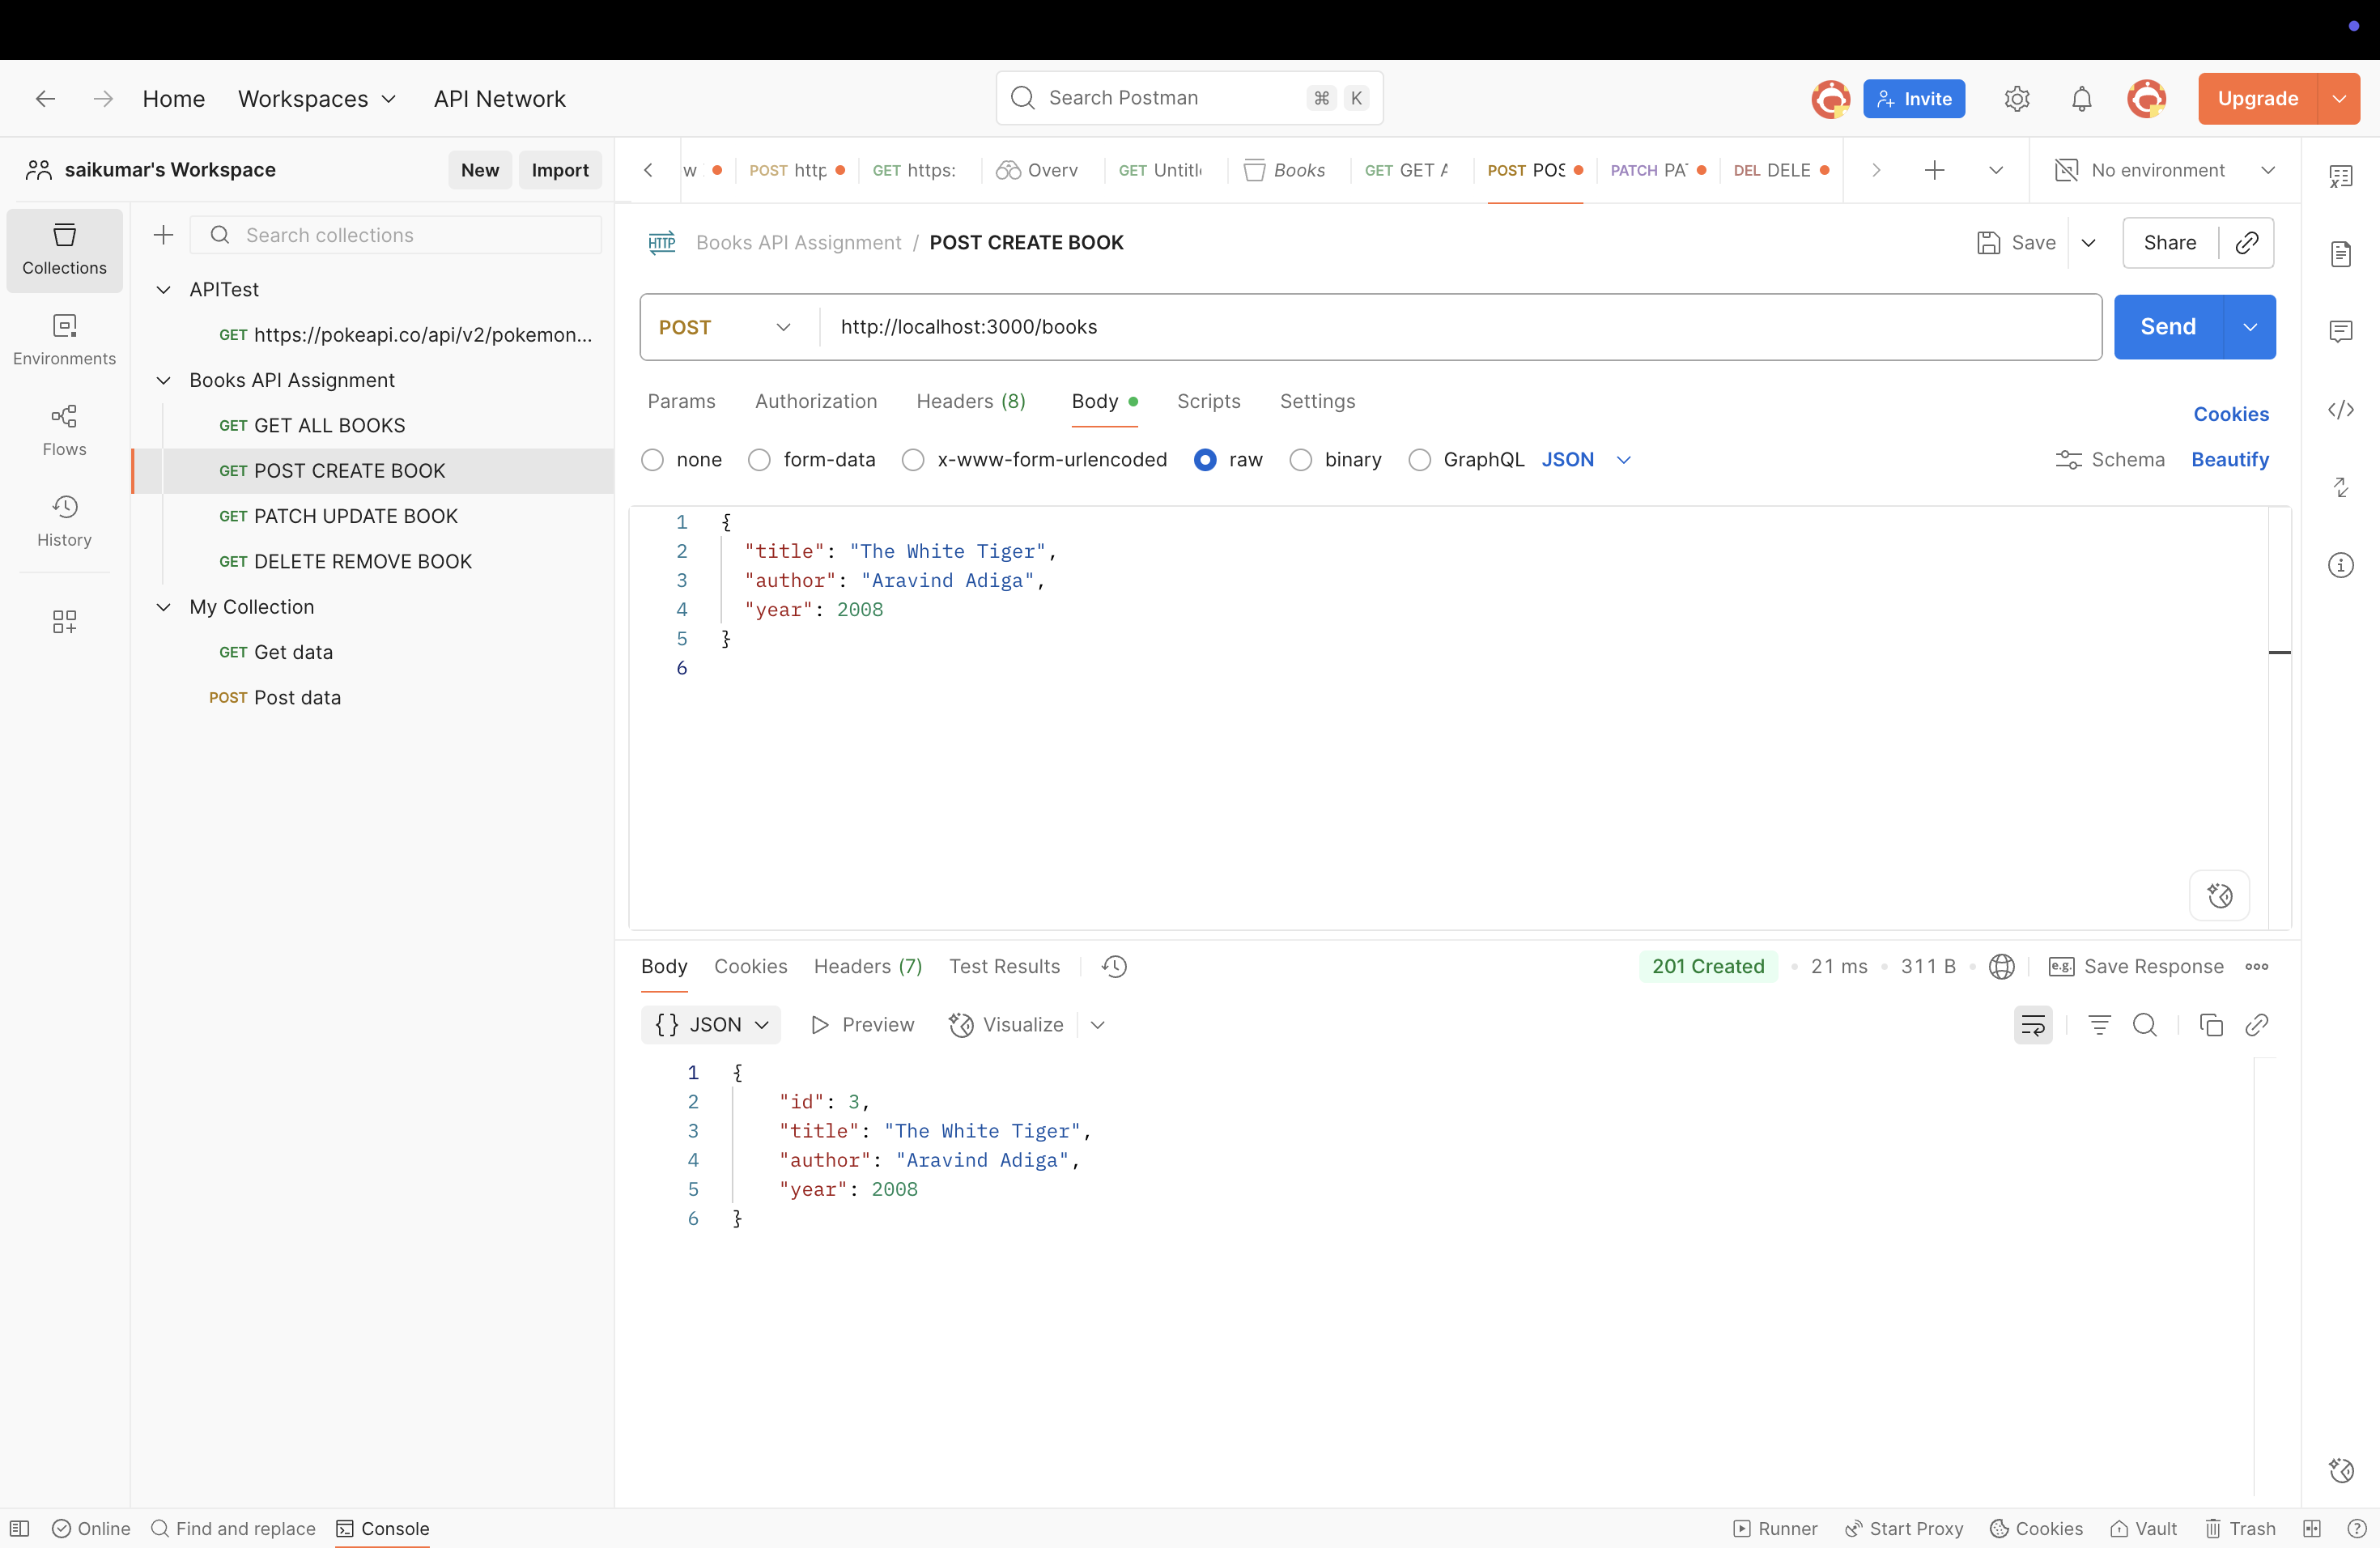 Home Workspaces API Network
Search Postman ⌘ K
Invite
Upgrade
saikumar's Workspace
New Import
w POST http GET https: Overv GET Untitl Books GET GET A POST POS PATCH PAT DEL DELE
No environment
Collections
Environments
Flows
History
Search collections
APITest
GET https://pokeapi.co/api/v2/pokemon...
Books API Assignment
GET GET ALL BOOKS
GET POST CREATE BOOK
GET PATCH UPDATE BOOK
GET DELETE REMOVE BOOK
My Collection
GET Get data
POST Post data
HTTP Books API Assignment / POST CREATE BOOK
Save Share
POST http://localhost:3000/books
Send
Params Authorization Headers (8) Body Scripts Settings
Cookies
none form-data x-www-form-urlencoded raw binary GraphQL JSON
Schema Beautify
1 {
2 "title": "The White Tiger",
3 "author": "Aravind Adiga",
4 "year": 2008
5 }
6
Body Cookies Headers (7) Test Results
201 Created • 21 ms • 311 B • e.g. Save Response
{} JSON Preview Visualize
1 {
2 "id": 3,
3 "title": "The White Tiger",
4 "author": "Aravind Adiga",
5 "year": 2008
6 }
Online Find and replace Console
Runner Start Proxy Cookies Vault Trash